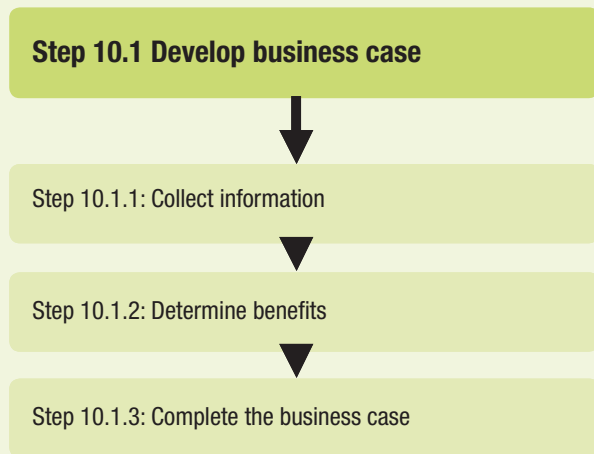 Step 10.1 Develop business case
Step 10.1.1: Collect information
Step 10.1.2: Determine benefits
Step 10.1.3: Complete the business case